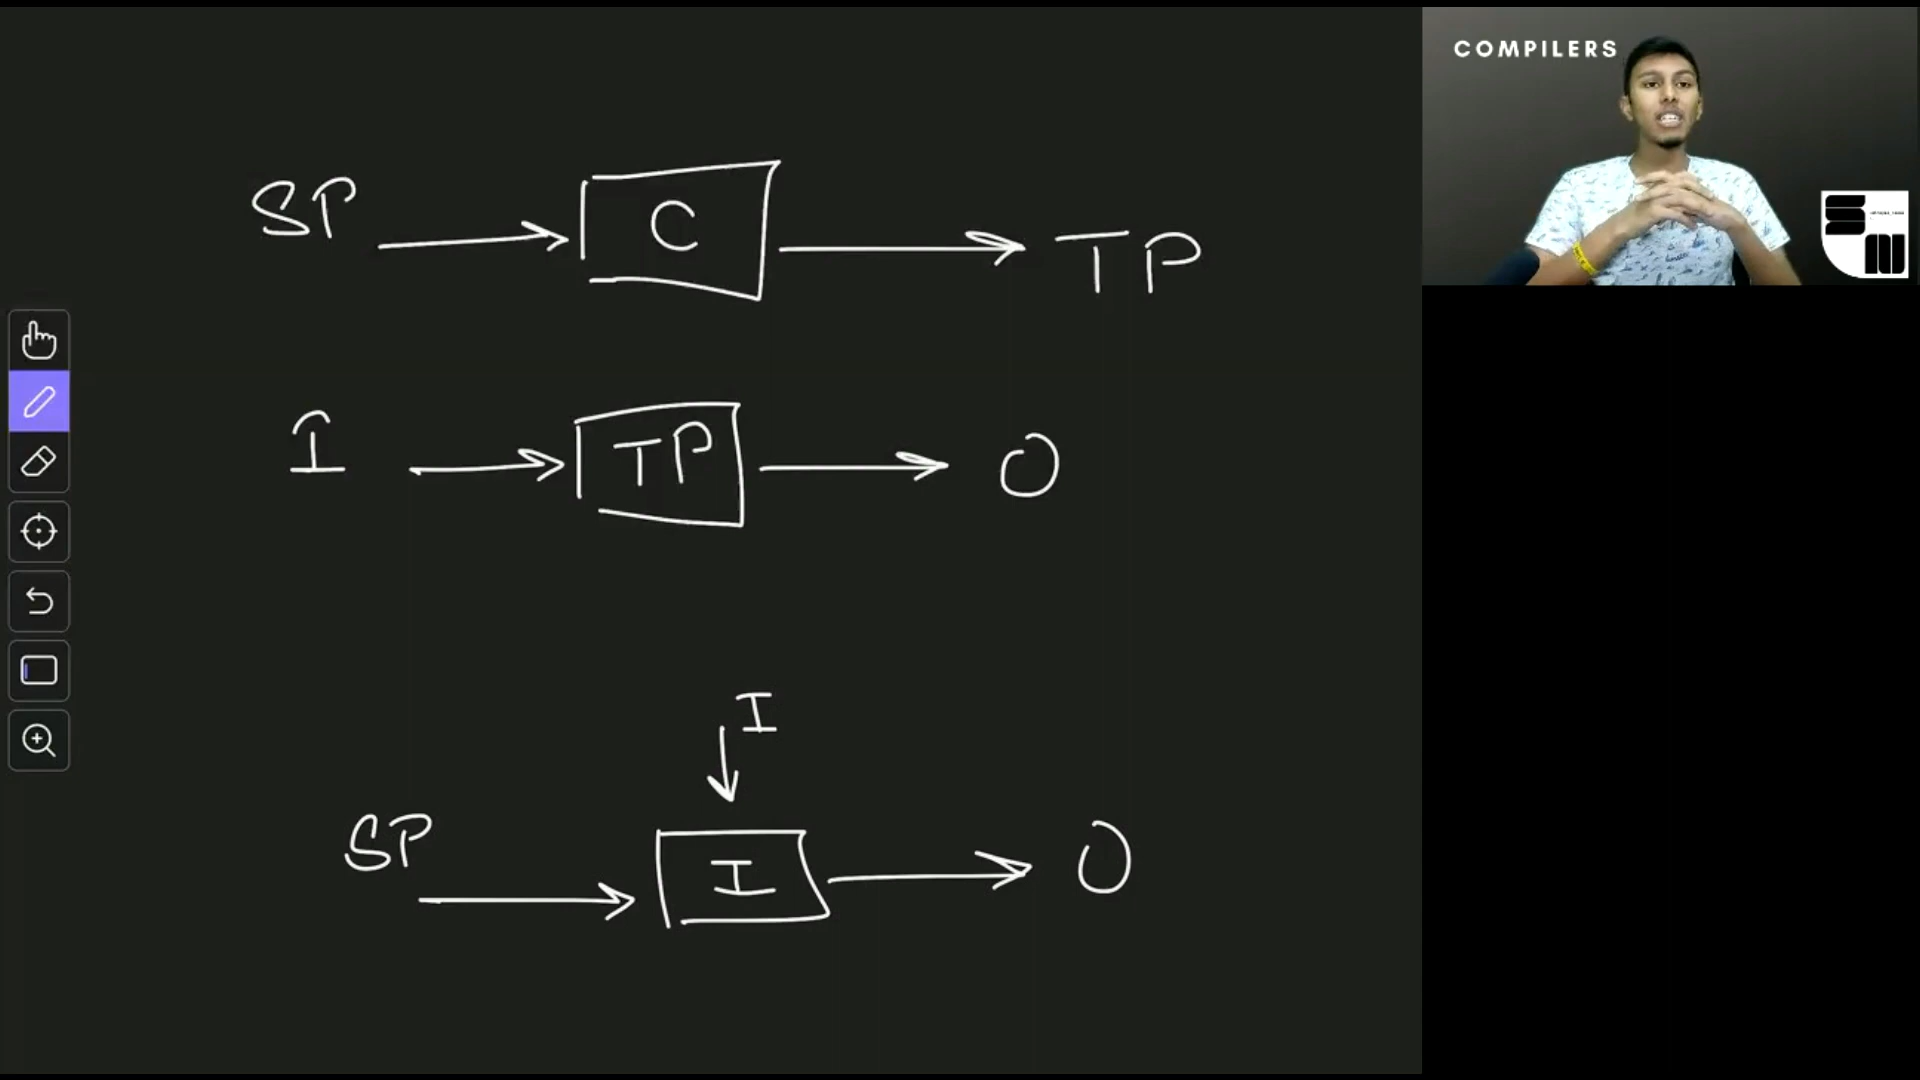 COMPILERS
SP C TP
I TP O
I
SP I O